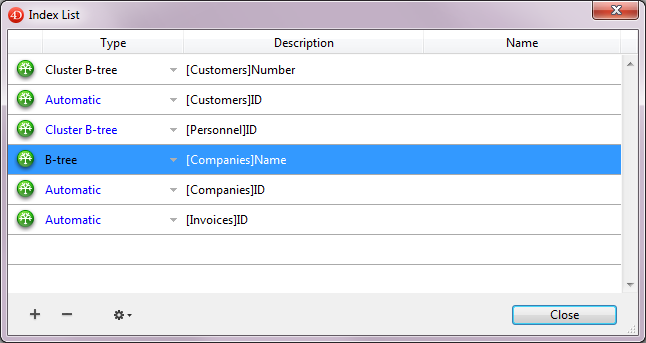 4D Index List
Type Description Name
Cluster B-tree [Customers]Number
Automatic [Customers]ID
Cluster B-tree [Personnel]ID
B-tree [Companies]Name
Automatic [Companies]ID
Automatic [Invoices]ID
Close